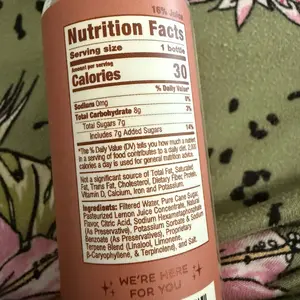 16% Juice
Nutrition Facts
Serving size 1 bottle
Amount per serving
Calories 30
% Daily Value*
Sodium 0mg 0%
Total Carbohydrate 8g 3%
Total Sugars 7g
Includes 7g Added Sugars 14%
*The % Daily Value (DV) tells you how much a nutrient
in a serving of food contributes to a daily diet. 2,000
calories a day is used for general nutrition advice.
Not a significant source of Total Fat, Saturated
Fat, Trans Fat, Cholesterol, Dietary Fiber, Protein,
Vitamin D, Calcium, Iron and Potassium.
Ingredients: Filtered Water, Pure Cane Sugar,
Pasteurized Lemon Juice Concentrate, Natural
Flavor, Citric Acid, Sodium Hexametaphosphate
(As Preservative), Potassium Sorbate & Sodium
Benzoate (As Preservatives), Proprietary
Terpene Blend (Linalool, Limonene,
β-Caryophyllene, & Terpinolene), and Salt.
WE'RE HERE
FOR YOU